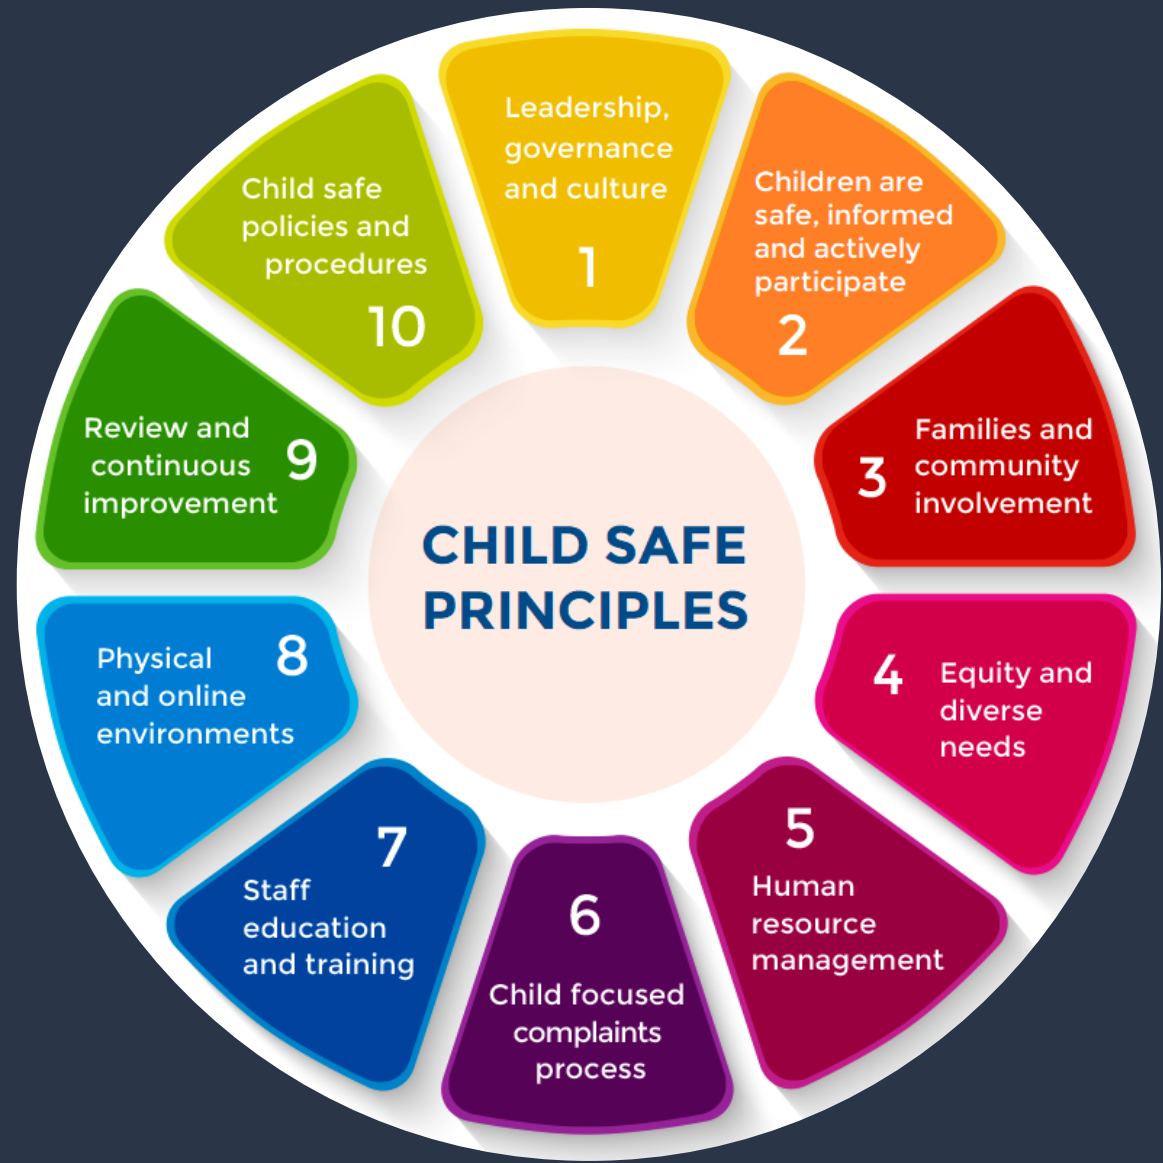 CHILD SAFE
PRINCIPLES
Leadership,
governance
and culture
1
Children are
safe, informed
and actively
participate
2
3
Families and
community
involvement
4
Equity and
diverse
needs
5
Human
resource
management
6
Child focused
complaints
process
7
Staff
education
and training
8
Physical
and online
environments
Review and
continuous
improvement
9
Child safe
policies and
procedures
10